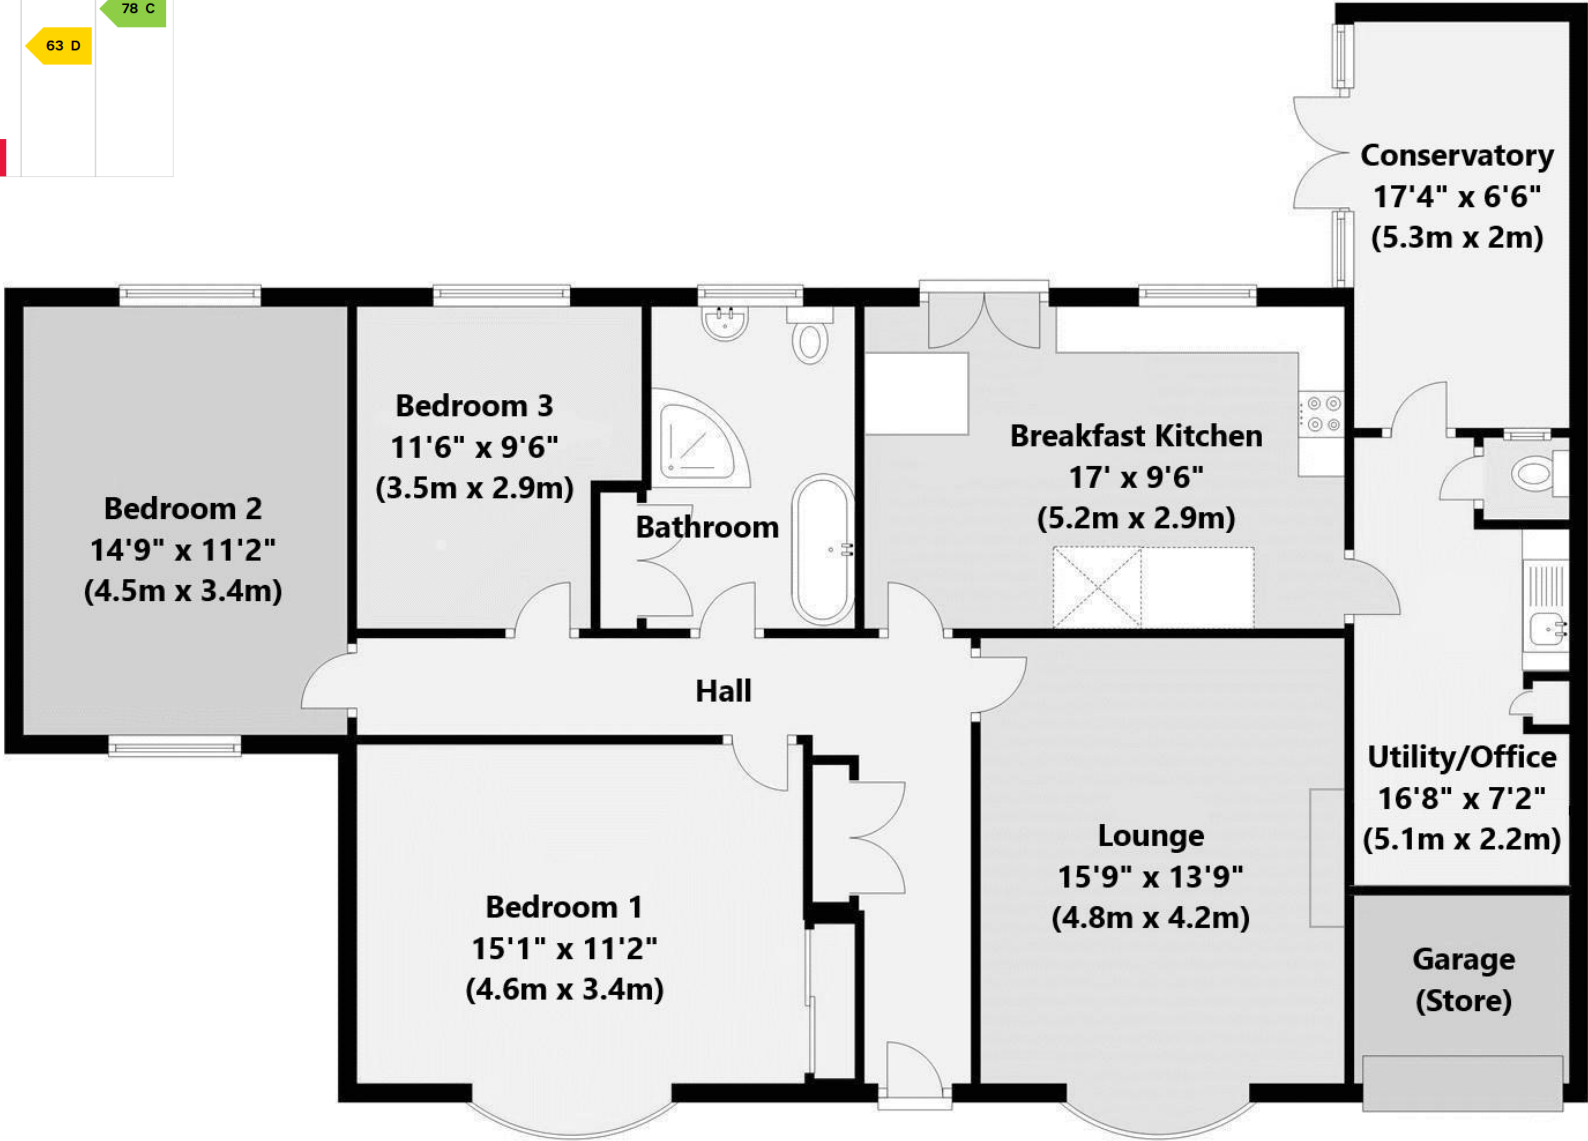 78 C
63 D
Conservatory
17'4" x 6'6"
(5.3m x 2m)
Bedroom 3
11'6" x 9'6"
(3.5m x 2.9m)
Breakfast Kitchen
17' x 9'6"
(5.2m x 2.9m)
Bedroom 2
14'9" x 11'2"
(4.5m x 3.4m)
Bathroom
Hall
Utility/Office
16'8" x 7'2"
(5.1m x 2.2m)
Lounge
15'9" x 13'9"
(4.8m x 4.2m)
Bedroom 1
15'1" x 11'2"
(4.6m x 3.4m)
Garage
(Store)